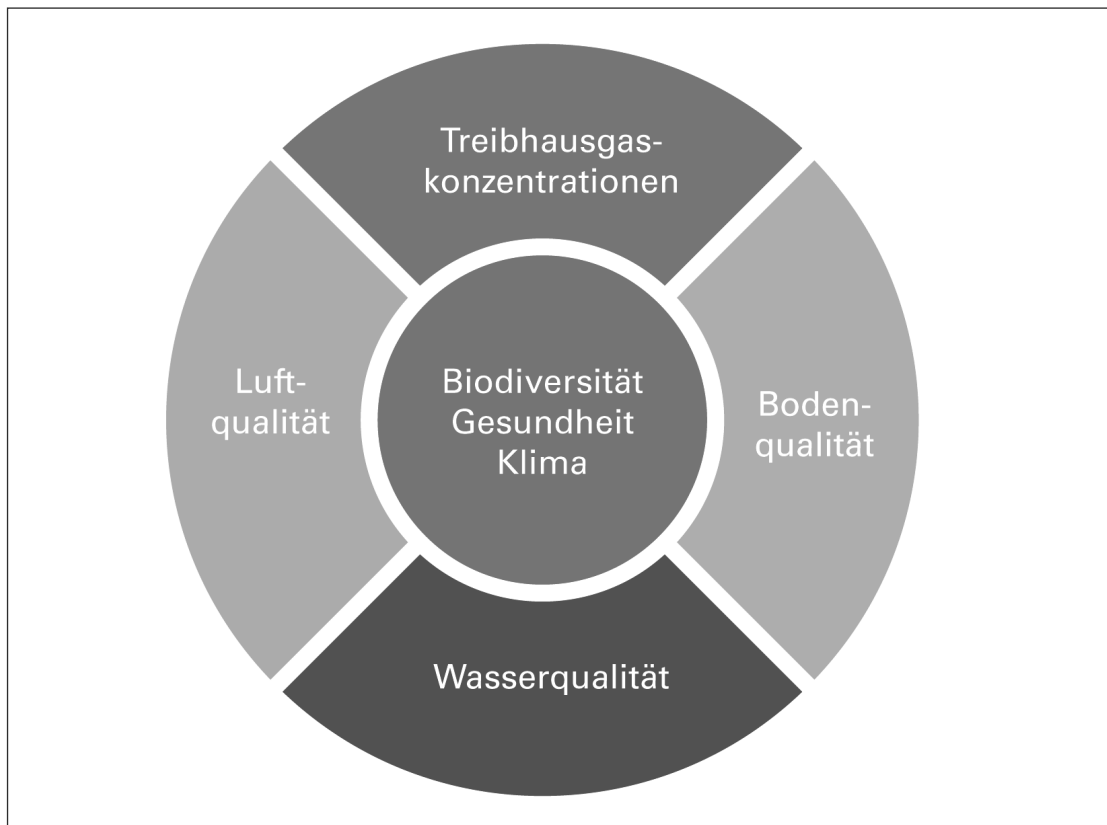 Treibhausgas-
konzentrationen
Luft-
qualität
Biodiversität
Gesundheit
Klima
Boden-
qualität
Wasserqualität